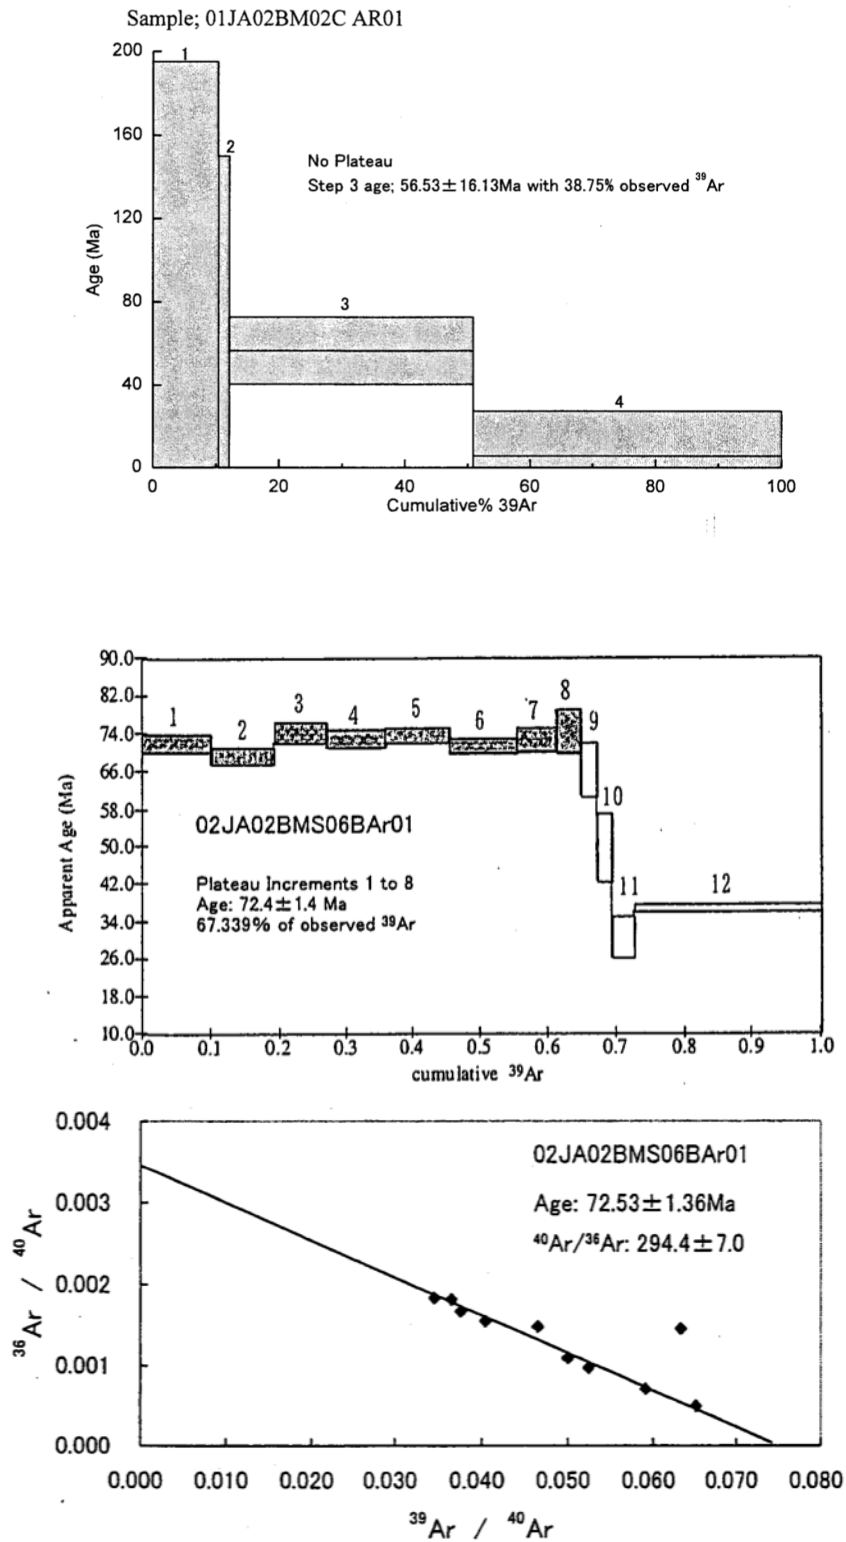 Sample; 01JA02BM02C AR01
200
160
120
80
40
0
Age (Ma)
1
2
3
4
No Plateau
Step 3 age; 56.53±16.13Ma with 38.75% observed ³⁹Ar
0 20 40 60 80 100
Cumulative% 39Ar
90.0
82.0
74.0
66.0
58.0
50.0
42.0
34.0
26.0
18.0
10.0
Apparent Age (Ma)
1 2 3 4 5 6 7 8 9 10 11 12
02JA02BMS06BAr01
Plateau Increments 1 to 8
Age: 72.4±1.4 Ma
67.339% of observed ³⁹Ar
0.0 0.1 0.2 0.3 0.4 0.5 0.6 0.7 0.8 0.9 1.0
cumulative ³⁹Ar
0.004
0.003
0.002
0.001
0.000
³⁶Ar / ⁴⁰Ar
02JA02BMS06BAr01
Age: 72.53±1.36Ma
⁴⁰Ar/³⁶Ar: 294.4±7.0
0.000 0.010 0.020 0.030 0.040 0.050 0.060 0.070 0.080
³⁹Ar / ⁴⁰Ar